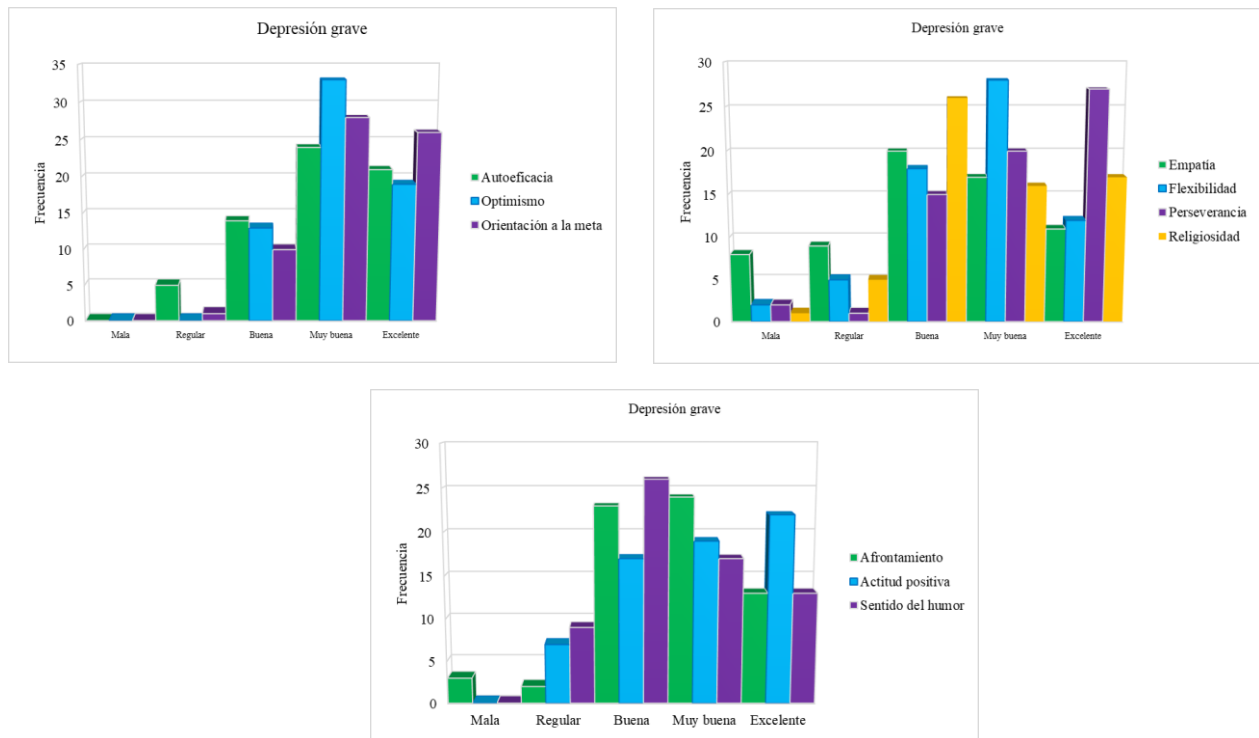 Depresión grave
35
30
25
20
15
10
5
0
Frecuencia
Mala Regular Buena Muy buena Excelente
Autoeficacia
Optimismo
Orientación a la meta
Depresión grave
30
25
20
15
10
5
0
Frecuencia
Mala Regular Buena Muy buena Excelente
Empatía
Flexibilidad
Perseverancia
Religiosidad
Depresión grave
30
25
20
15
10
5
0
Frecuencia
Mala Regular Buena Muy buena Excelente
Afrontamiento
Actitud positiva
Sentido del humor